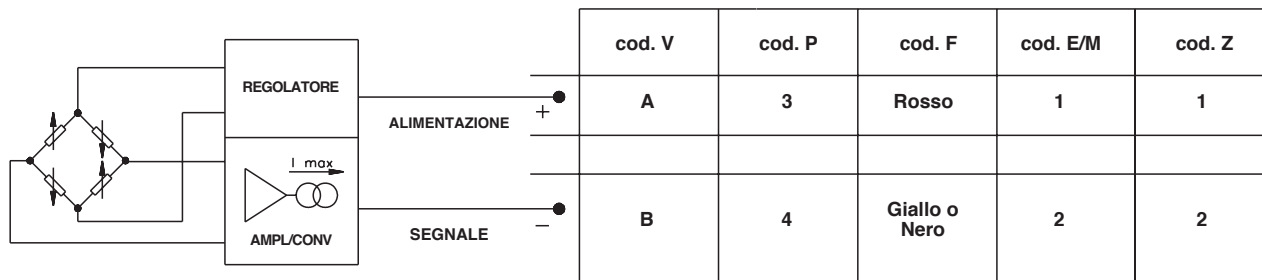 cod. V cod. P cod. F cod. E/M cod. Z
REGOLATORE
ALIMENTAZIONE + A 3 Rosso 1 1
I max
AMPL/CONV
SEGNALE – B 4 Giallo o Nero 2 2